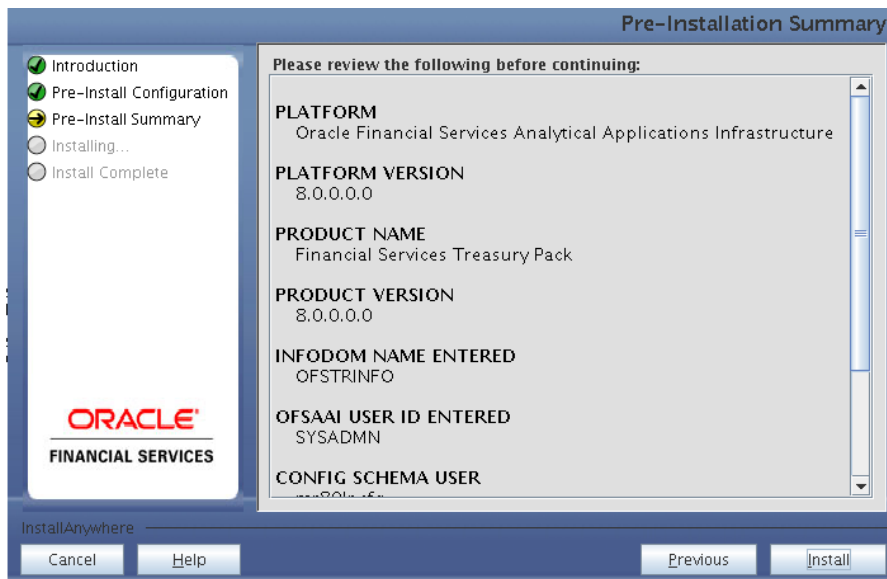 Pre-Installation Summary
Introduction
Pre-Install Configuration
Pre-Install Summary
Installing...
Install Complete
ORACLE'
FINANCIAL SERVICES
Please review the following before continuing:
PLATFORM
Oracle Financial Services Analytical Applications Infrastructure
PLATFORM VERSION
8.0.0.0.0
PRODUCT NAME
Financial Services Treasury Pack
PRODUCT VERSION
8.0.0.0.0
INFODOM NAME ENTERED
OFSTRINFO
OFSAAI USER ID ENTERED
SYSADMN
CONFIG SCHEMA USER
InstallAnywhere
Cancel
Help
Previous
Install